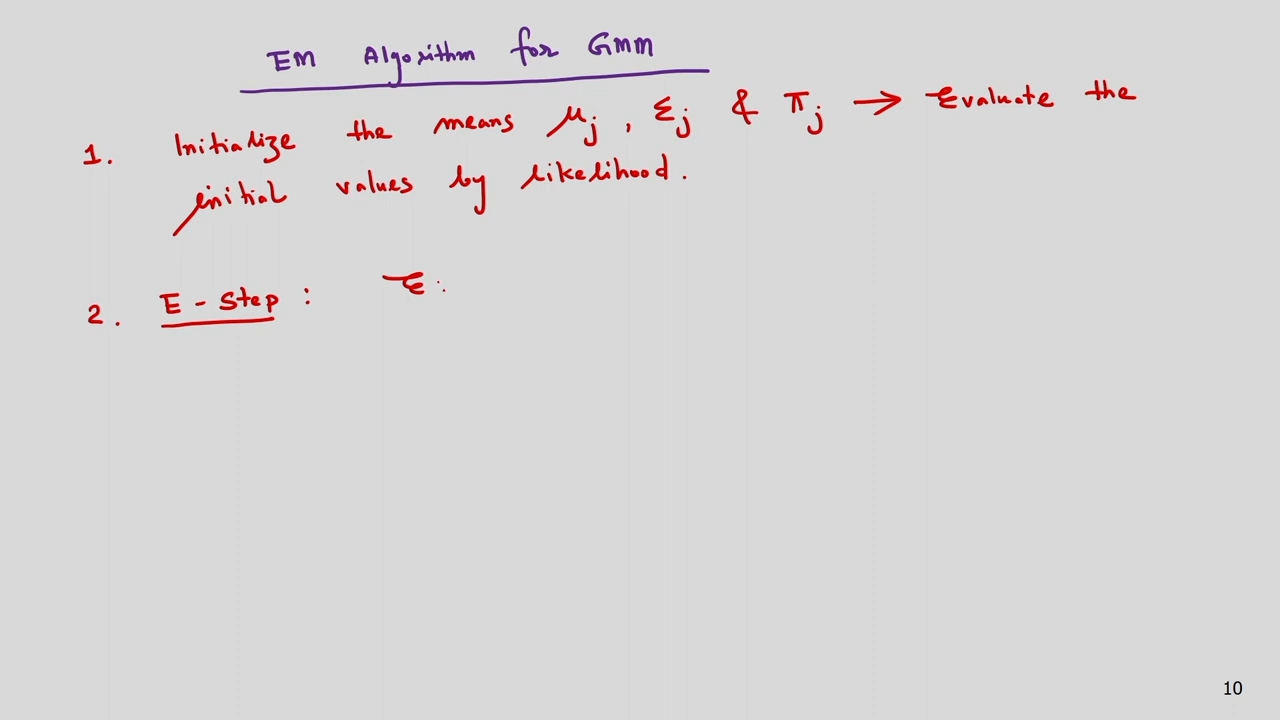 EM Algorithm for GMM
1. Initialize the means μj, Σj & πj → Evaluate the
initial values by likelihood.
2. E - Step : E
10